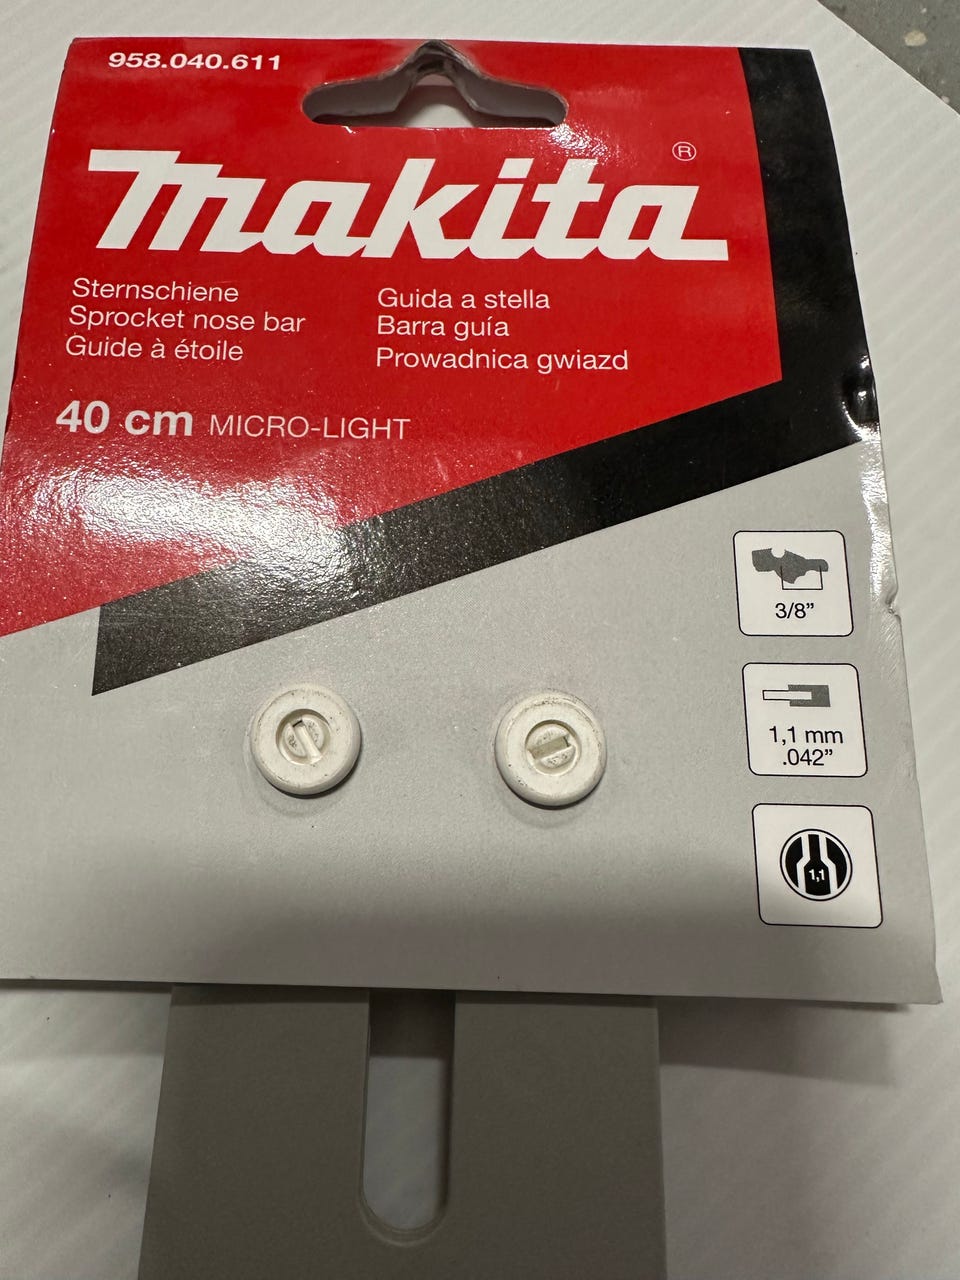 958.040.611
makita®
Sternschiene
Sprocket nose bar
Guide à étoile
Guida a stella
Barra guía
Prowadnica gwiazd
40 cm MICRO-LIGHT
3/8”
1,1 mm
.042”
1,1